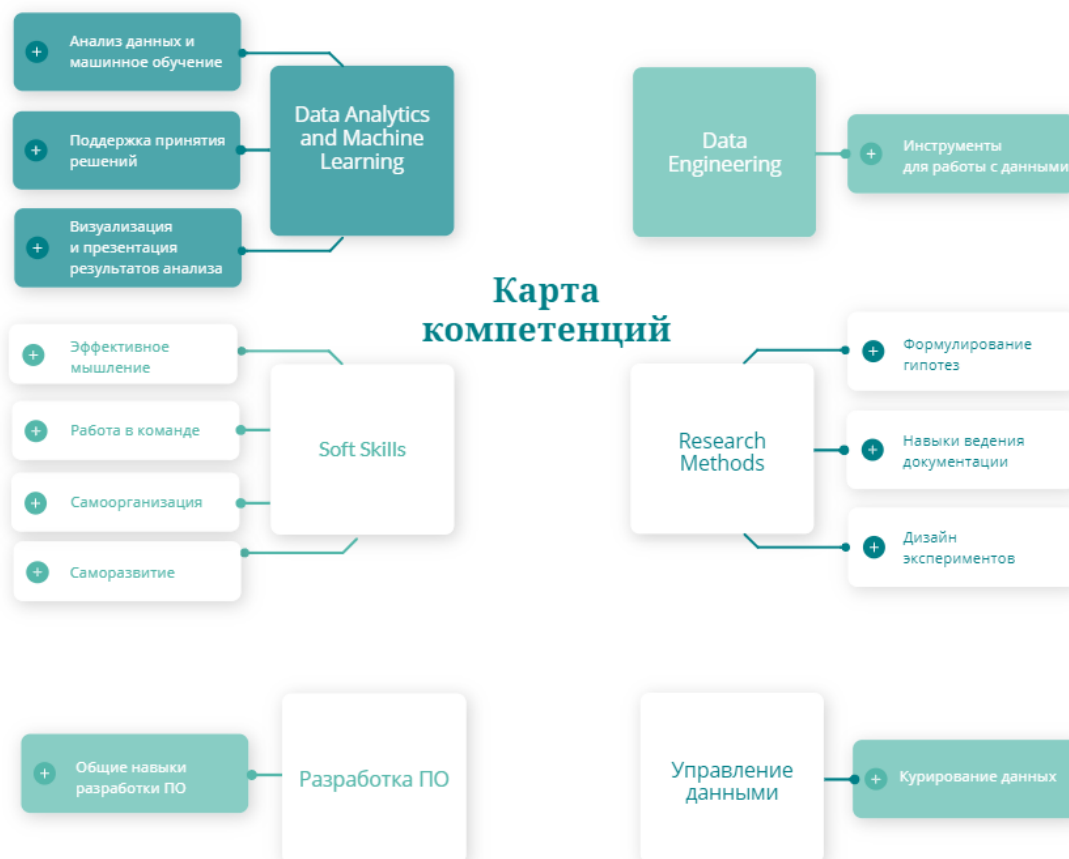 Анализ данных и
машинное обучение
Поддержка принятия
решений
Визуализация
и презентация
результатов анализа
Data Analytics
and Machine
Learning
Data
Engineering
Инструменты
для работы с данными
Карта
компетенций
Эффективное
мышление
Работа в команде
Самоорганизация
Саморазвитие
Soft Skills
Research
Methods
Формулирование
гипотез
Навыки ведения
документации
Дизайн
экспериментов
Общие навыки
разработки ПО
Разработка ПО
Управление
данными
Курирование данных